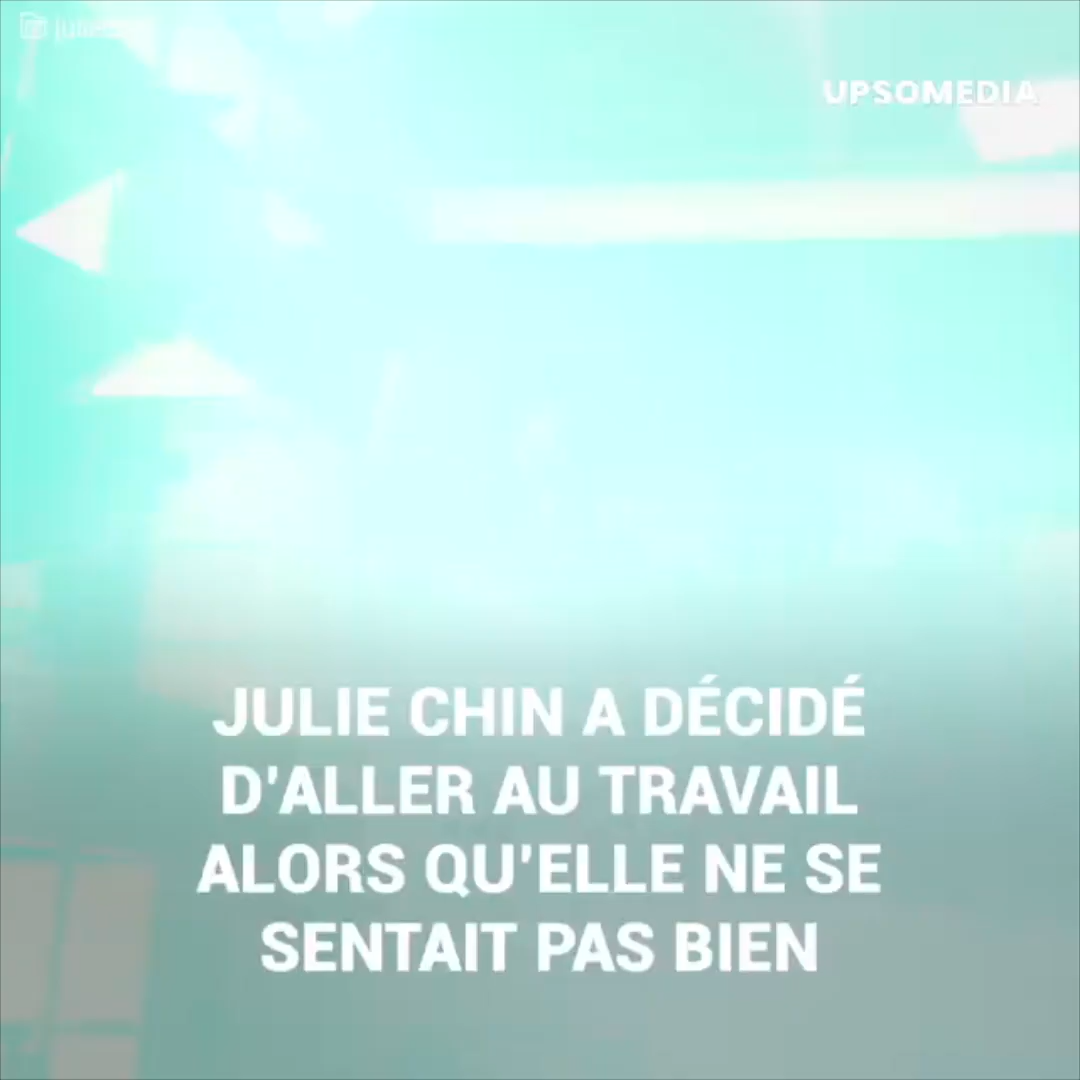 UPSOMEDIA
JULIE CHIN A DÉCIDÉ
D'ALLER AU TRAVAIL
ALORS QU'ELLE NE SE
SENTAIT PAS BIEN